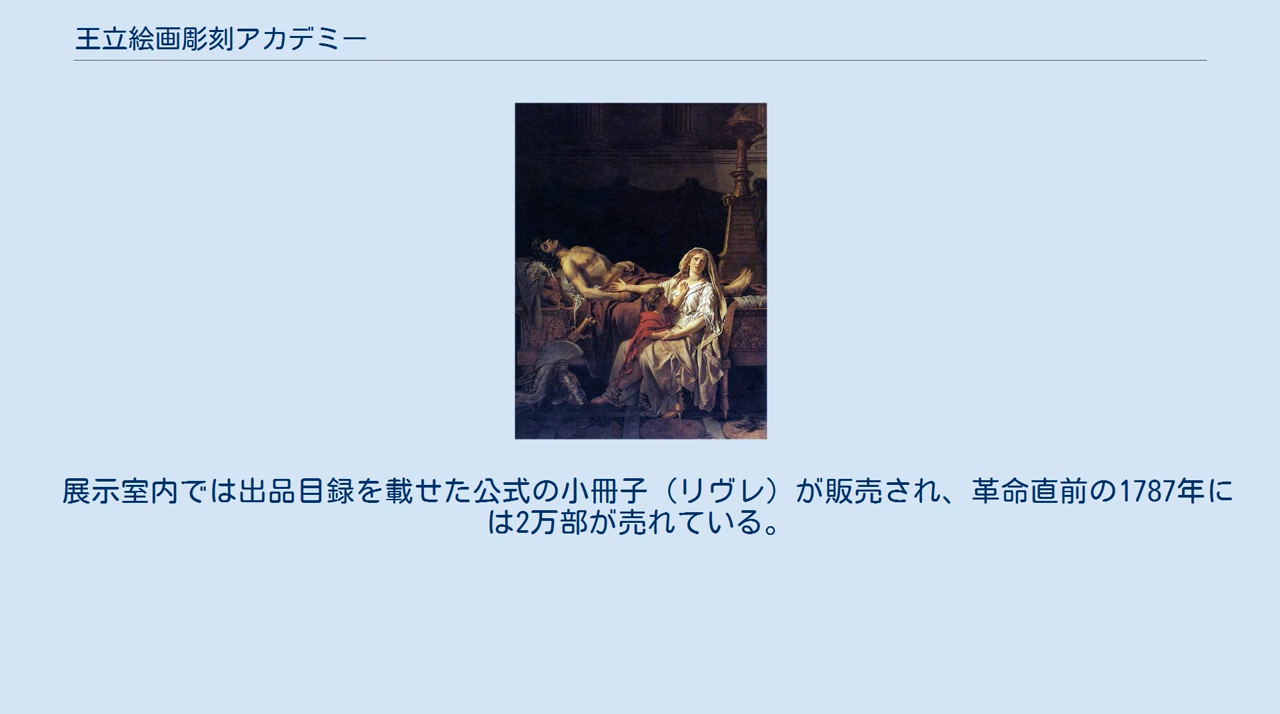 王立絵画彫刻アカデミー
展示室内では出品目録を載せた公式の小冊子（リヴレ）が販売され、革命直前の1787年に
は2万部が売れている。